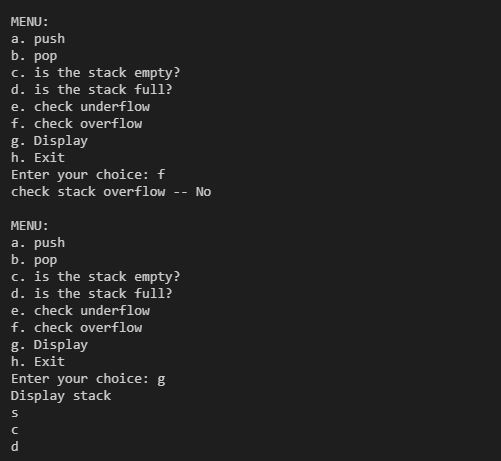 MENU:
a. push
b. pop
c. is the stack empty?
d. is the stack full?
e. check underflow
f. check overflow
g. Display
h. Exit
Enter your choice: f
check stack overflow -- No
MENU:
a. push
b. pop
c. is the stack empty?
d. is the stack full?
e. check underflow
f. check overflow
g. Display
h. Exit
Enter your choice: g
Display stack
s
c
d